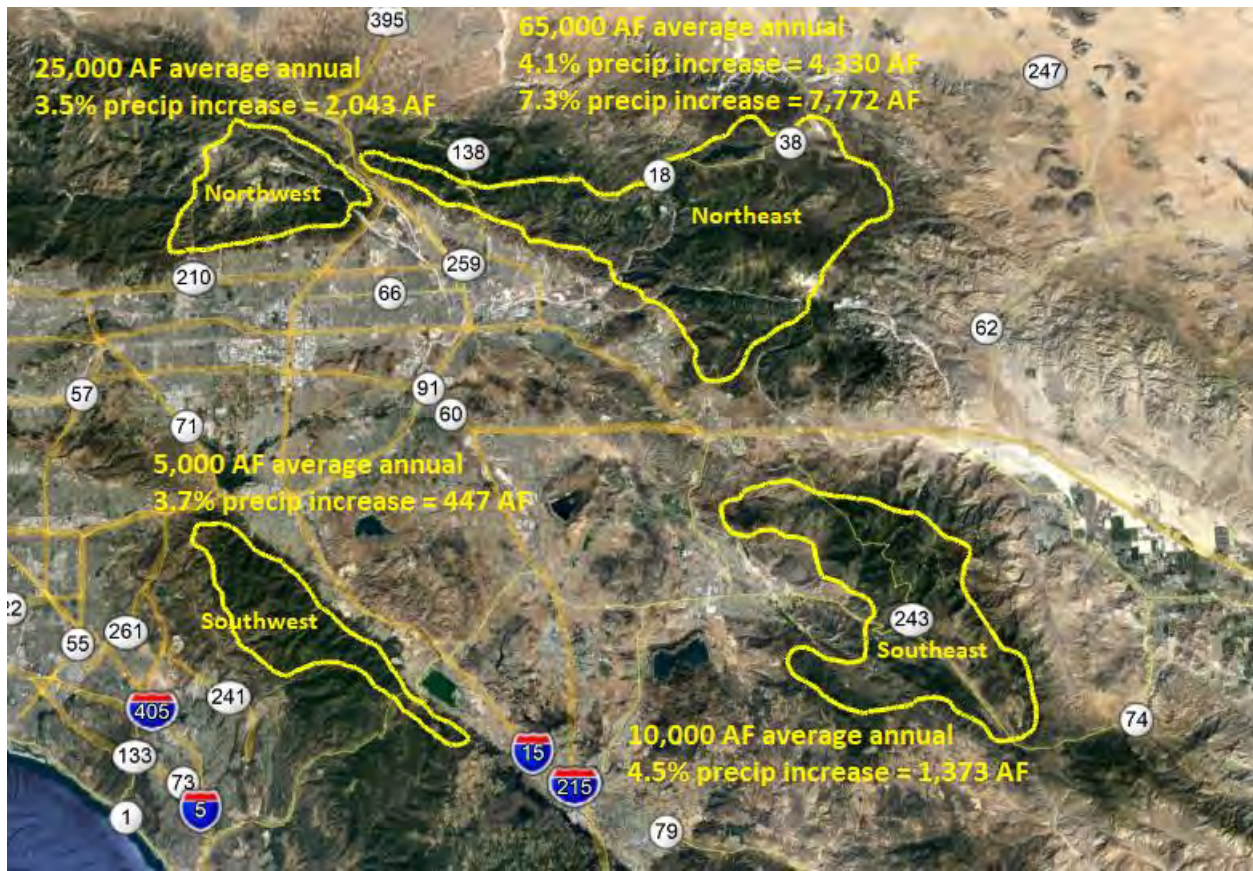 395
65,000 AF average annual
4.1% precip increase = 4,330 AF
7.3% precip increase = 7,772 AF
25,000 AF average annual
3.5% precip increase = 2,043 AF
247
138
38
18
Northwest
Northeast
210
259
66
62
57
91
60
71
5,000 AF average annual
3.7% precip increase = 447 AF
22
55
261
Southwest
243
Southeast
241
405
74
10,000 AF average annual
4.5% precip increase = 1,373 AF
133
73
5
15
215
1
79